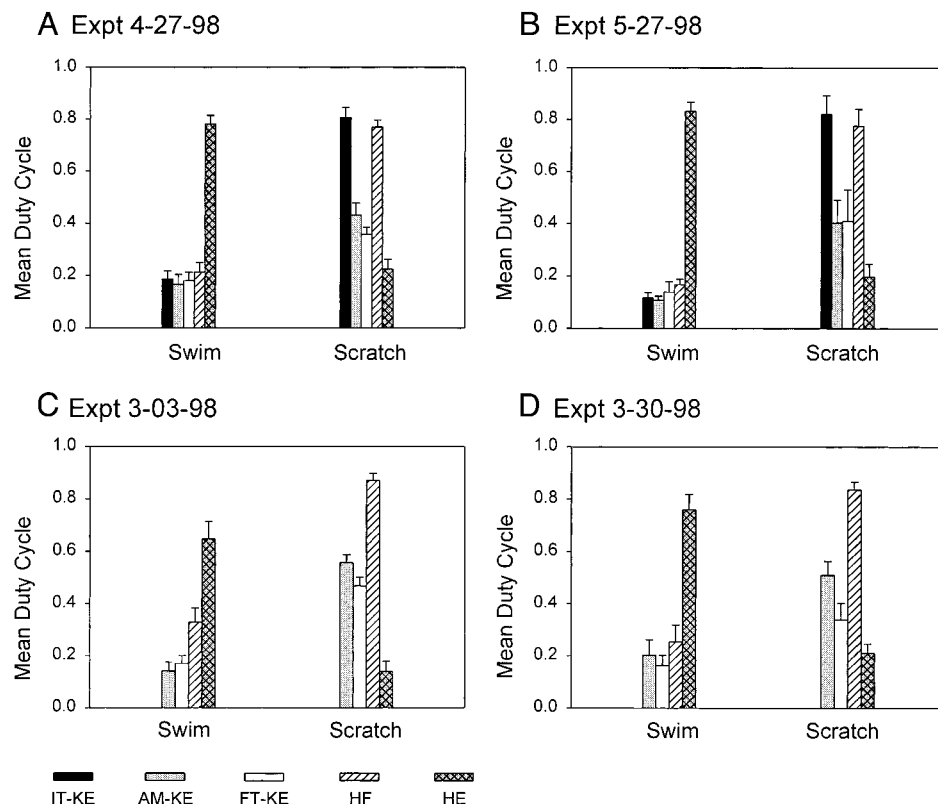 A Expt 4-27-98
Mean Duty Cycle
1.0
0.8
0.6
0.4
0.2
0.0
Swim Scratch
B Expt 5-27-98
Mean Duty Cycle
1.0
0.8
0.6
0.4
0.2
0.0
Swim Scratch
C Expt 3-03-98
Mean Duty Cycle
1.0
0.8
0.6
0.4
0.2
0.0
Swim Scratch
D Expt 3-30-98
Mean Duty Cycle
1.0
0.8
0.6
0.4
0.2
0.0
Swim Scratch
IT-KE AM-KE FT-KE HF HE